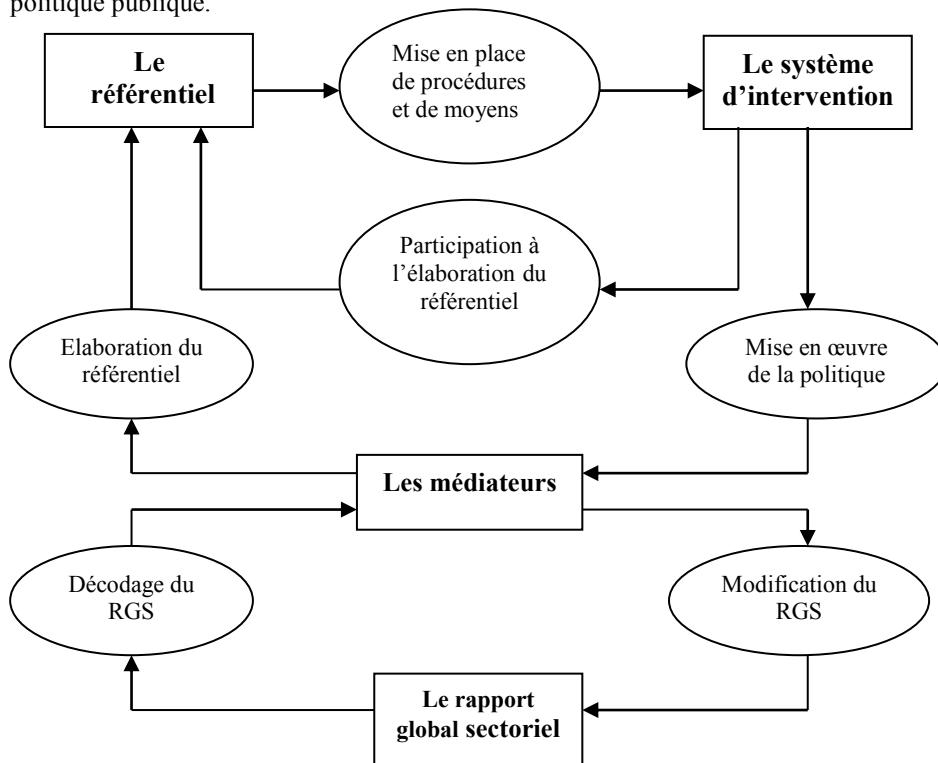 politique publique.
Le
référentiel
Mise en place
de procédures
et de moyens
Le système
d’intervention
Participation à
l’élaboration du
référentiel
Elaboration du
référentiel
Mise en œuvre
de la politique
Les médiateurs
Décodage du
RGS
Modification du
RGS
Le rapport
global sectoriel